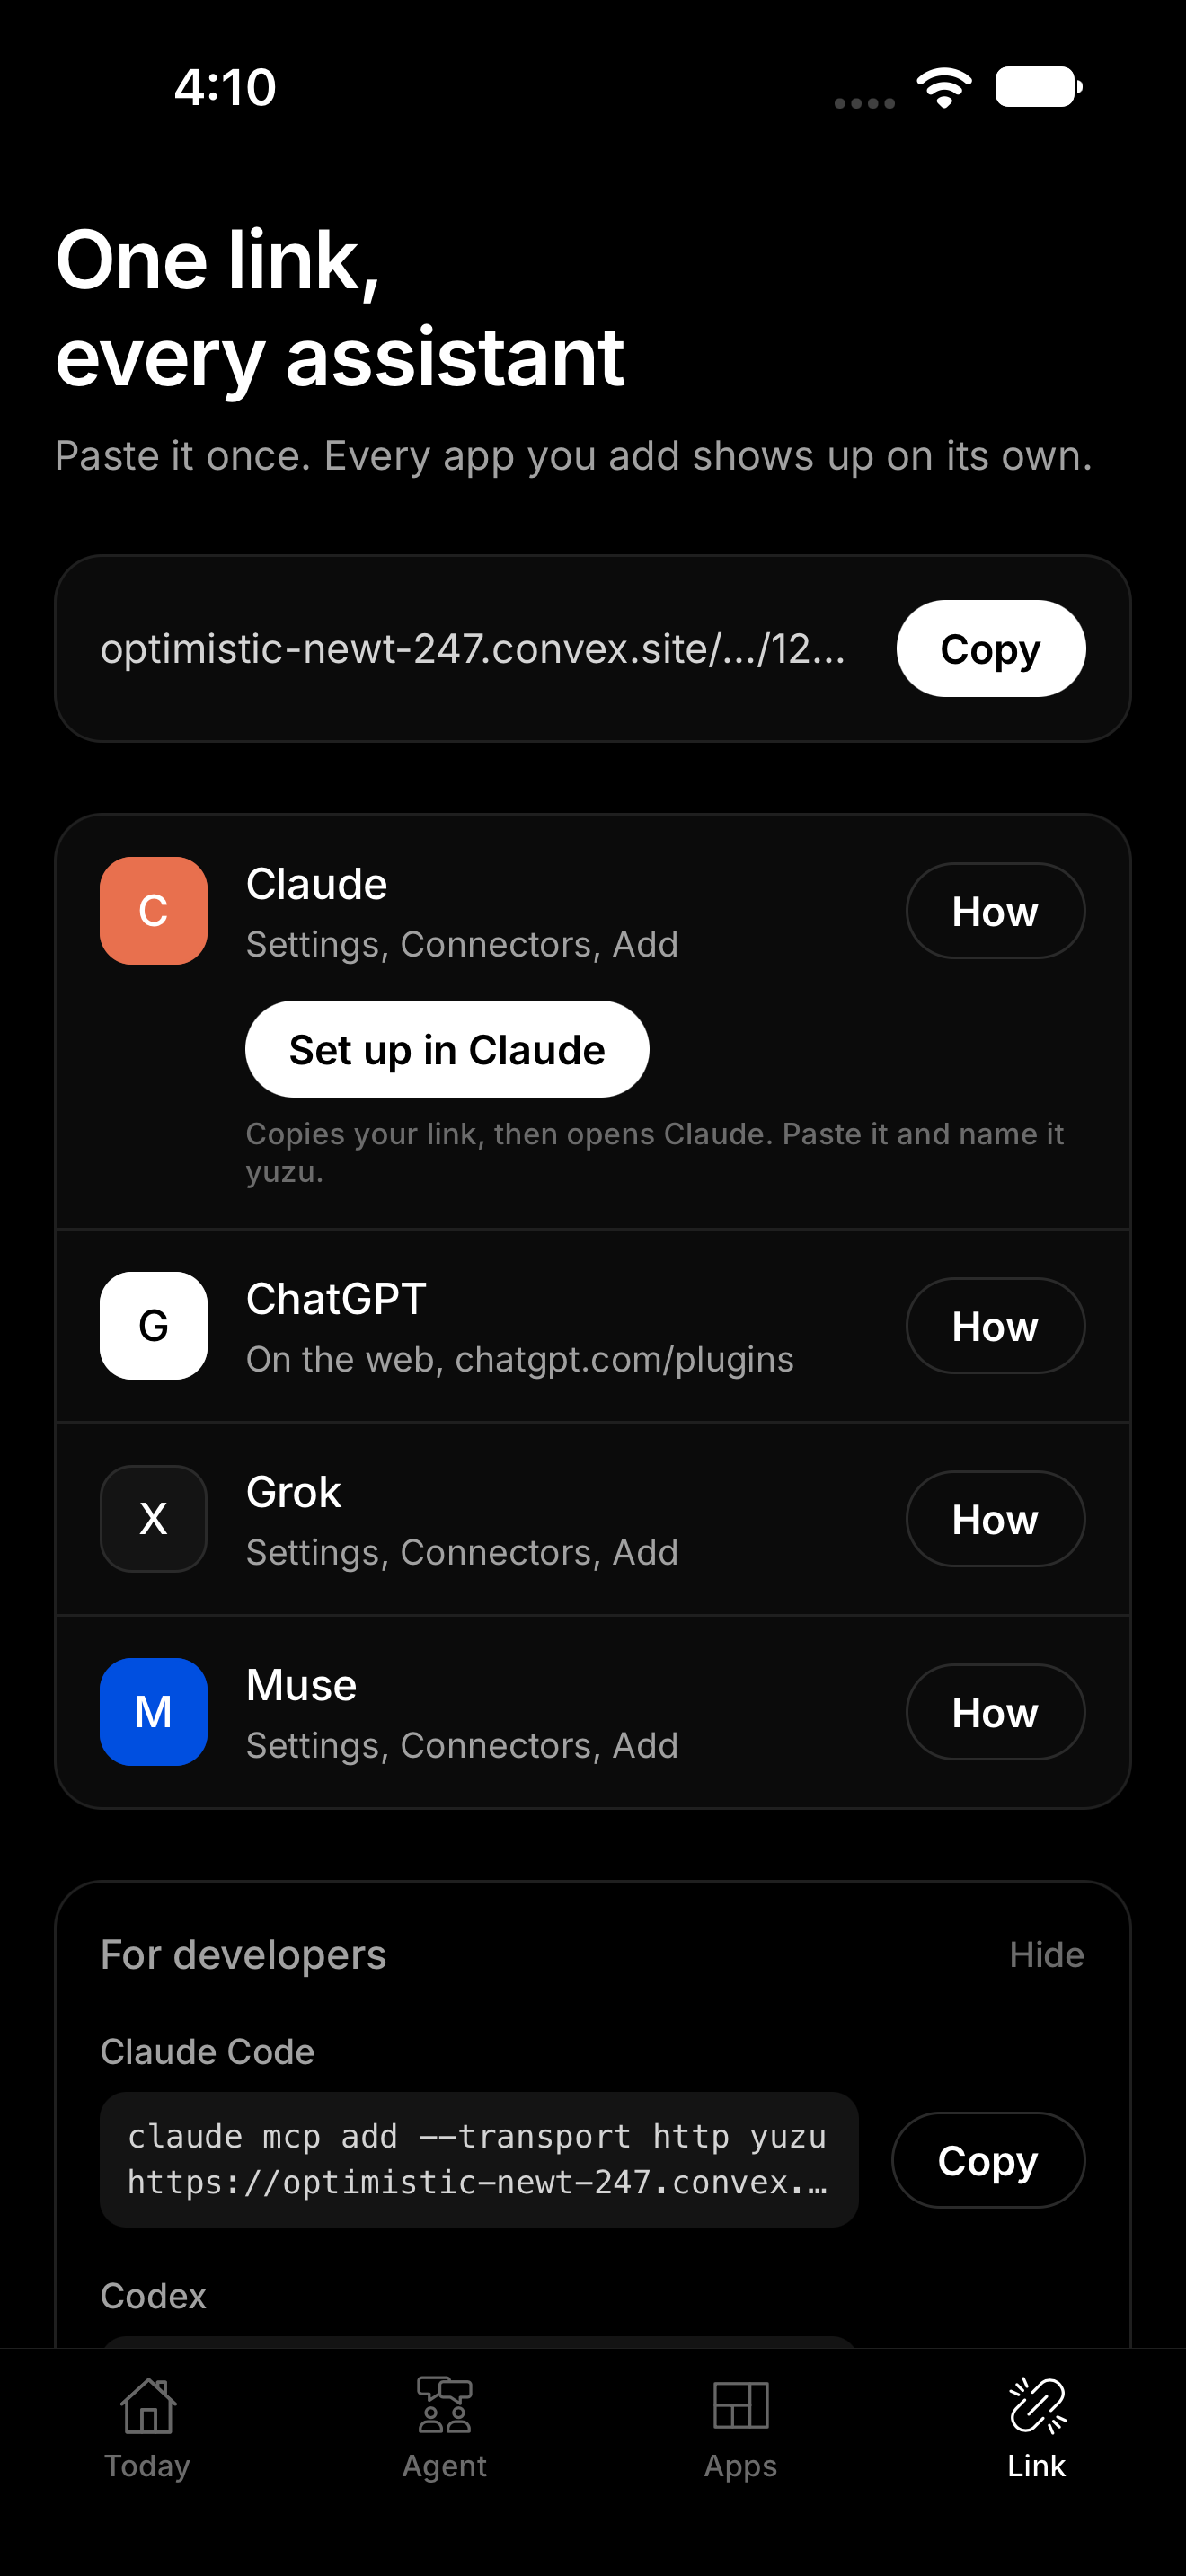 4:10
One link,
every assistant
Paste it once. Every app you add shows up on its own.
optimistic-newt-247.convex.site/.../12...
Copy
C
Claude
Settings, Connectors, Add
How
Set up in Claude
Copies your link, then opens Claude. Paste it and name it
yuzu.
G
ChatGPT
On the web, chatgpt.com/plugins
How
X
Grok
Settings, Connectors, Add
How
M
Muse
Settings, Connectors, Add
How
For developers
Hide
Claude Code
claude mcp add --transport http yuzu
https://optimistic-newt-247.convex.…
Copy
Codex
Today
Agent
Apps
Link